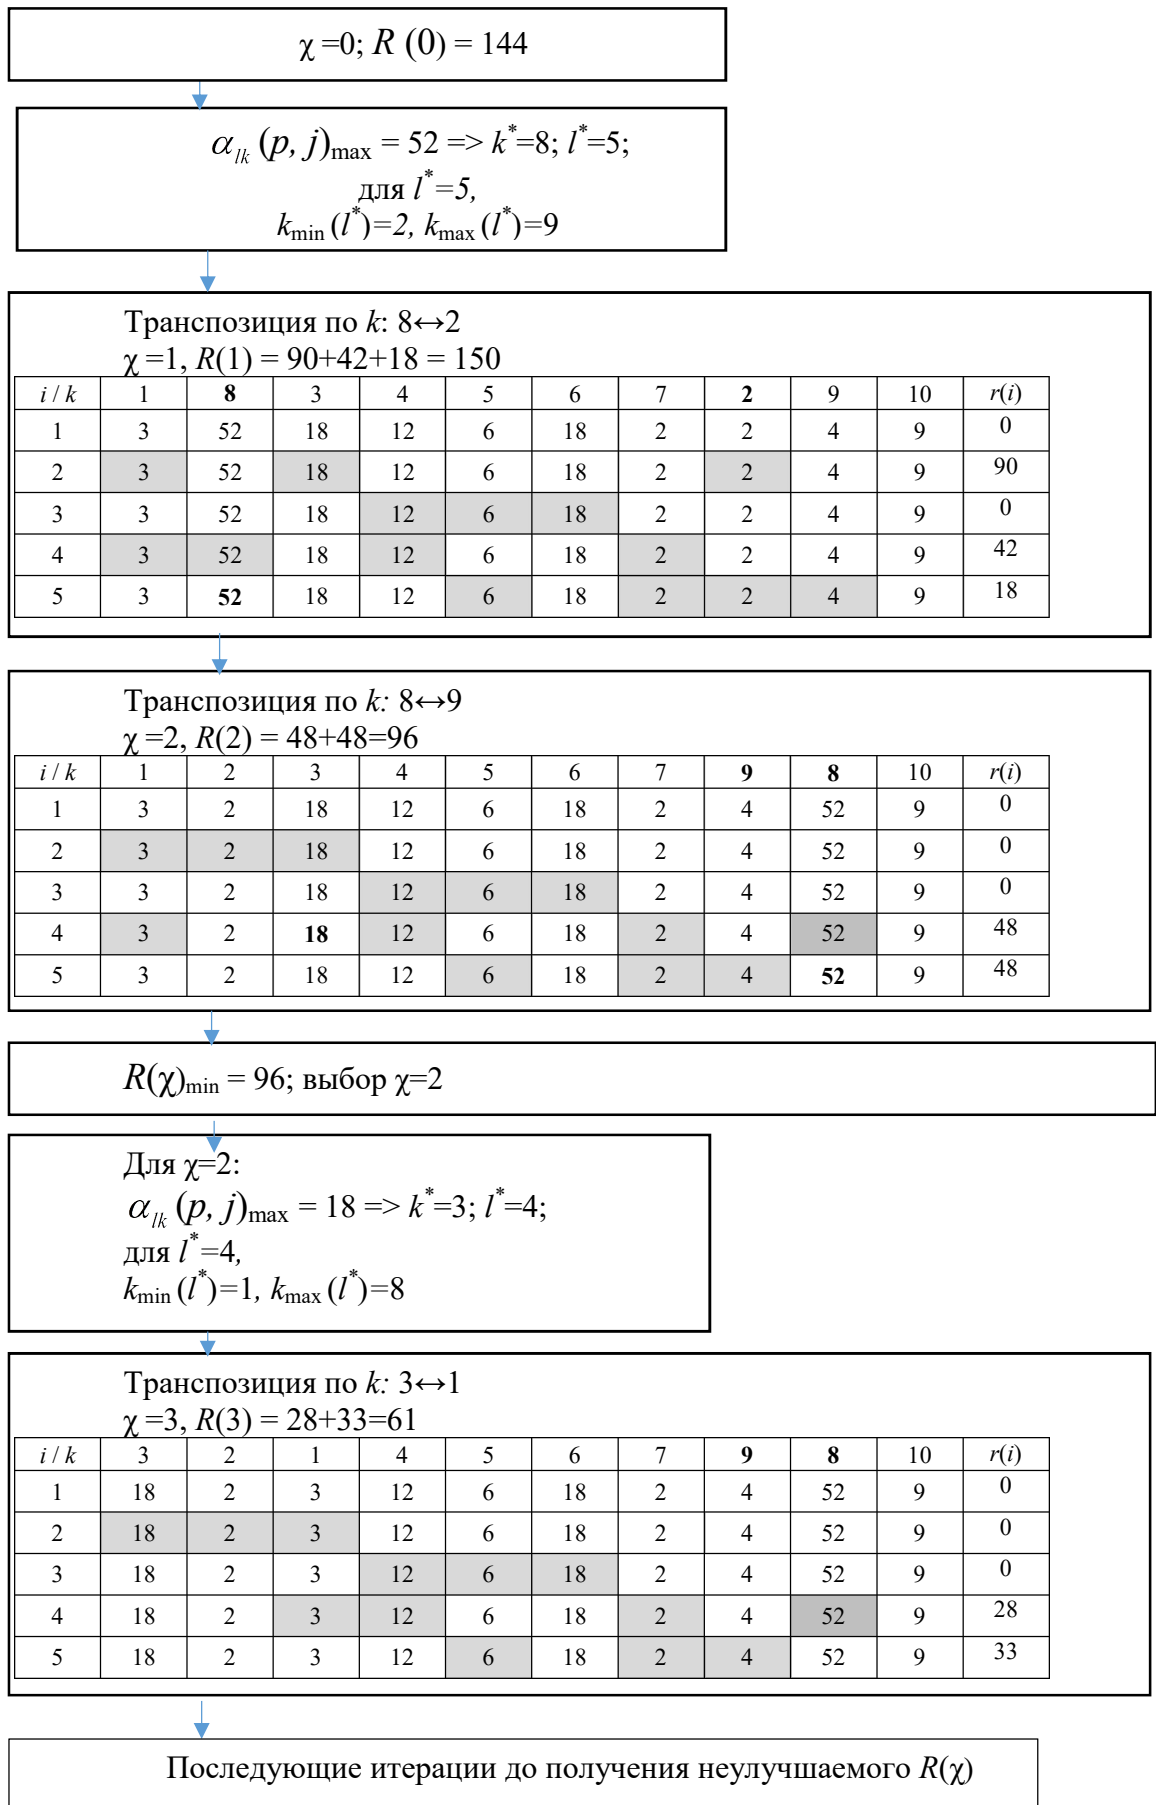 χ =0; R (0) = 144
α_lk (p, j)max = 52 => k*=8; l*=5;
для l*=5,
kmin (l*)=2, kmax (l*)=9
Транспозиция по k: 8↔2
χ =1, R(1) = 90+42+18 = 150
i / k 1 8 3 4 5 6 7 2 9 10 r(i)
1 3 52 18 12 6 18 2 2 4 9 0
2 3 52 18 12 6 18 2 2 4 9 90
3 3 52 18 12 6 18 2 2 4 9 0
4 3 52 18 12 6 18 2 2 4 9 42
5 3 52 18 12 6 18 2 2 4 9 18
Транспозиция по k: 8↔9
χ =2, R(2) = 48+48=96
i / k 1 2 3 4 5 6 7 9 8 10 r(i)
1 3 2 18 12 6 18 2 4 52 9 0
2 3 2 18 12 6 18 2 4 52 9 0
3 3 2 18 12 6 18 2 4 52 9 0
4 3 2 18 12 6 18 2 4 52 9 48
5 3 2 18 12 6 18 2 4 52 9 48
R(χ)min = 96; выбор χ=2
Для χ=2:
α_lk (p, j)max = 18 => k*=3; l*=4;
для l*=4,
kmin (l*)=1, kmax (l*)=8
Транспозиция по k: 3↔1
χ =3, R(3) = 28+33=61
i / k 3 2 1 4 5 6 7 9 8 10 r(i)
1 18 2 3 12 6 18 2 4 52 9 0
2 18 2 3 12 6 18 2 4 52 9 0
3 18 2 3 12 6 18 2 4 52 9 0
4 18 2 3 12 6 18 2 4 52 9 28
5 18 2 3 12 6 18 2 4 52 9 33
Последующие итерации до получения неулучшаемого R(χ)